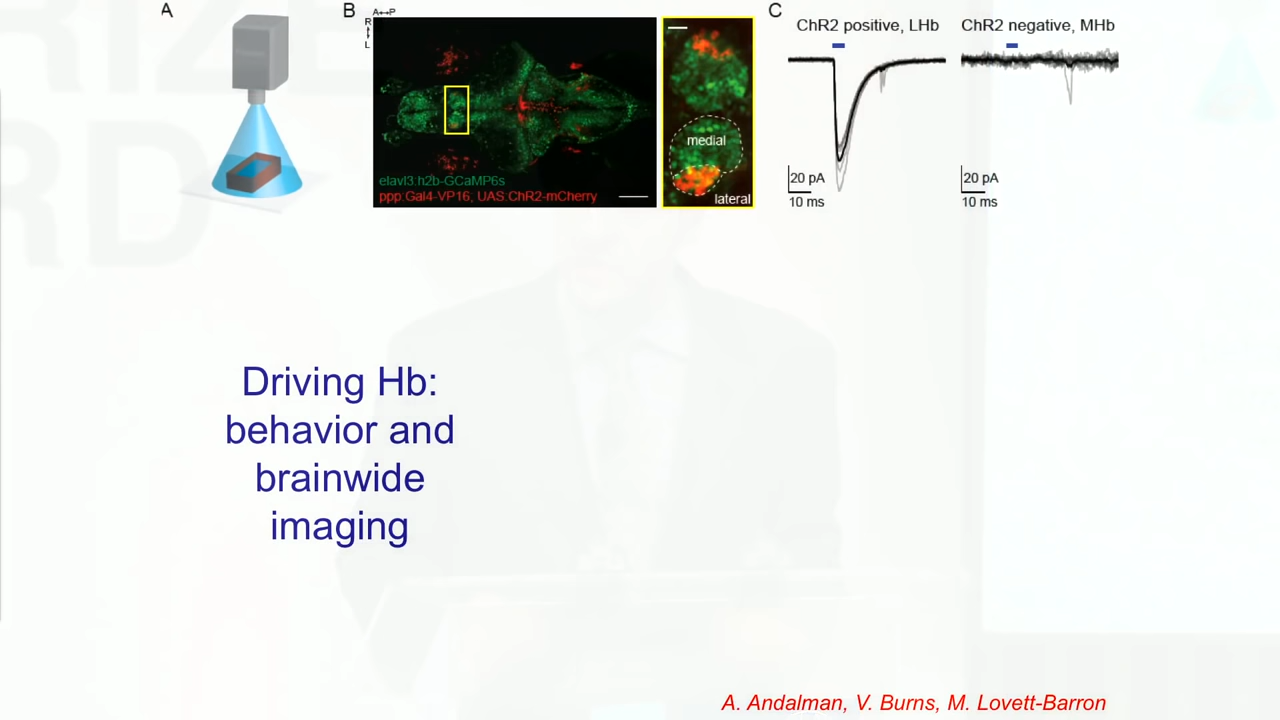 A
B
A↔P
R
L
C
ChR2 positive, LHb
ChR2 negative, MHb
medial
lateral
elavl3:h2b-GCaMP6s
ppp:Gal4-VP16, UAS:ChR2-mCherry
20 pA
10 ms
20 pA
10 ms
Driving Hb:
behavior and
brainwide
imaging
A. Andalman, V. Burns, M. Lovett-Barron